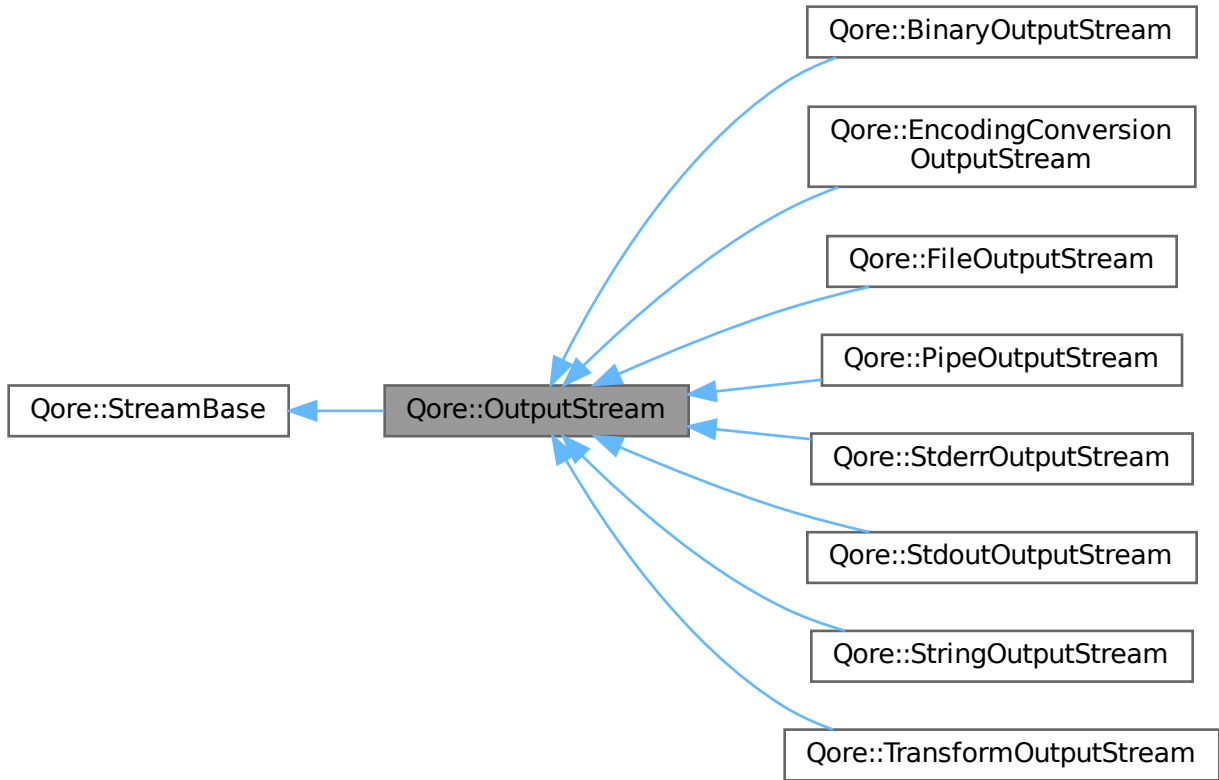 Qore::StreamBase
Qore::OutputStream
Qore::BinaryOutputStream
Qore::EncodingConversion
OutputStream
Qore::FileOutputStream
Qore::PipeOutputStream
Qore::StderrOutputStream
Qore::StdoutOutputStream
Qore::StringOutputStream
Qore::TransformOutputStream